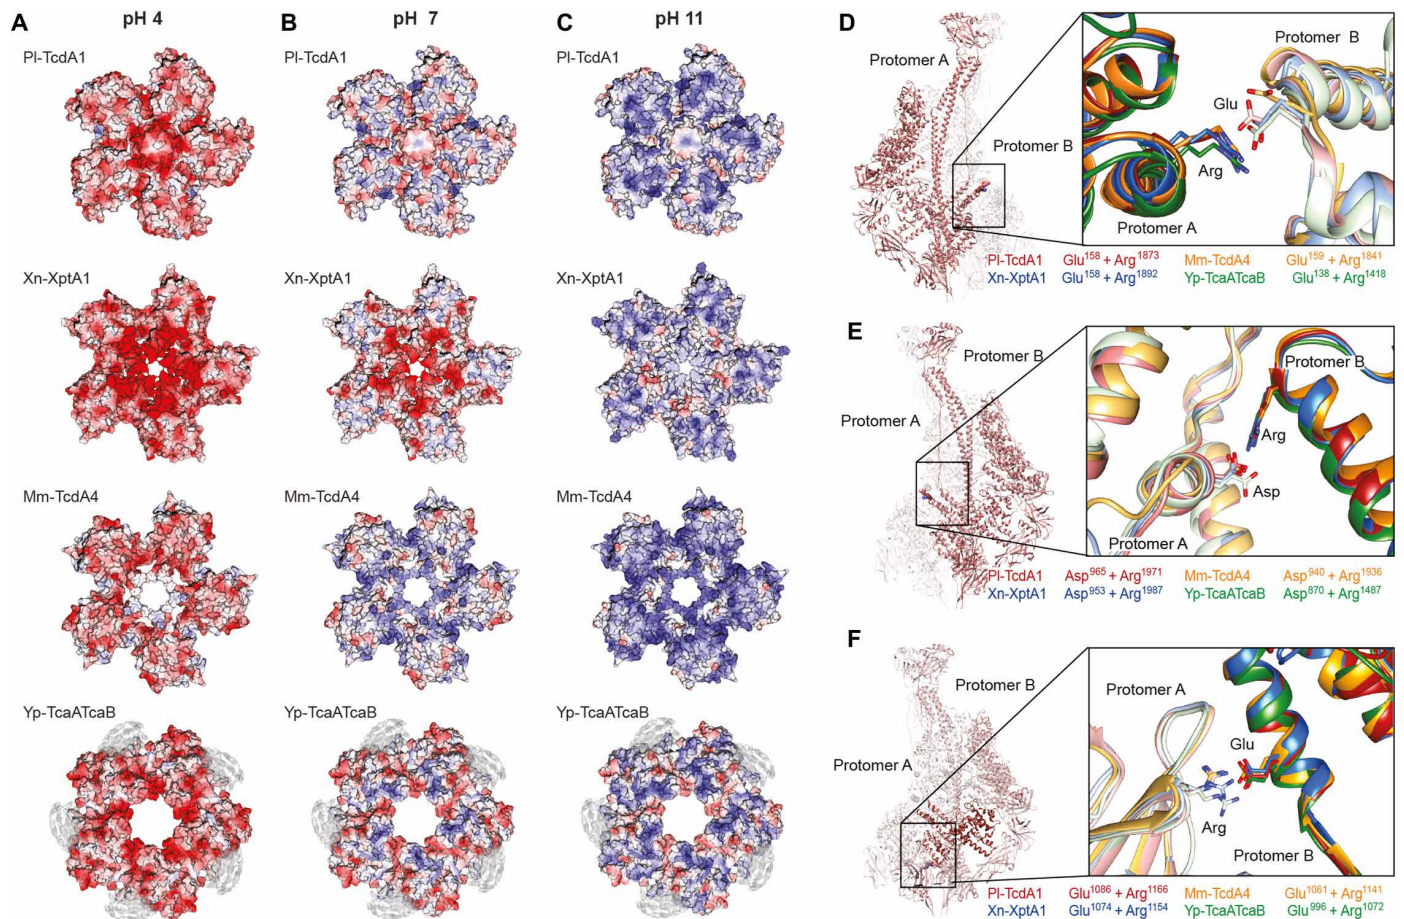 A
pH 4
B
pH 7
C
pH 11
Pl-TcdA1
Pl-TcdA1
Pl-TcdA1
Xn-XptA1
Xn-XptA1
Xn-XptA1
Mm-TcdA4
Mm-TcdA4
Mm-TcdA4
Yp-TcaATcaB
Yp-TcaATcaB
Yp-TcaATcaB
D
Protomer A
Protomer B
Protomer B
Glu
Arg
Protomer A
Pl-TcdA1 Glu¹⁵⁸ + Arg¹⁸⁷³ Mm-TcdA4 Glu¹⁵⁹ + Arg¹⁸⁴¹
Xn-XptA1 Glu¹⁵⁸ + Arg¹⁸⁹² Yp-TcaATcaB Glu¹³⁸ + Arg¹⁴¹⁸
E
Protomer B
Protomer A
Protomer B
Arg
Asp
Protomer A
Pl-TcdA1 Asp⁹⁶⁵ + Arg¹⁹⁷¹ Mm-TcdA4 Asp⁹⁴⁰ + Arg¹⁹³⁶
Xn-XptA1 Asp⁹⁵³ + Arg¹⁹⁸⁷ Yp-TcaATcaB Asp⁸⁷⁰ + Arg¹⁴⁸⁷
F
Protomer B
Protomer A
Protomer A
Glu
Arg
Protomer B
Pl-TcdA1 Glu¹⁰⁸⁶ + Arg¹¹⁶⁶ Mm-TcdA4 Glu¹⁰⁶¹ + Arg¹¹⁴¹
Xn-XptA1 Glu¹⁰⁷⁴ + Arg¹¹⁵⁴ Yp-TcaATcaB Glu⁹⁹⁶ + Arg¹⁰⁷²